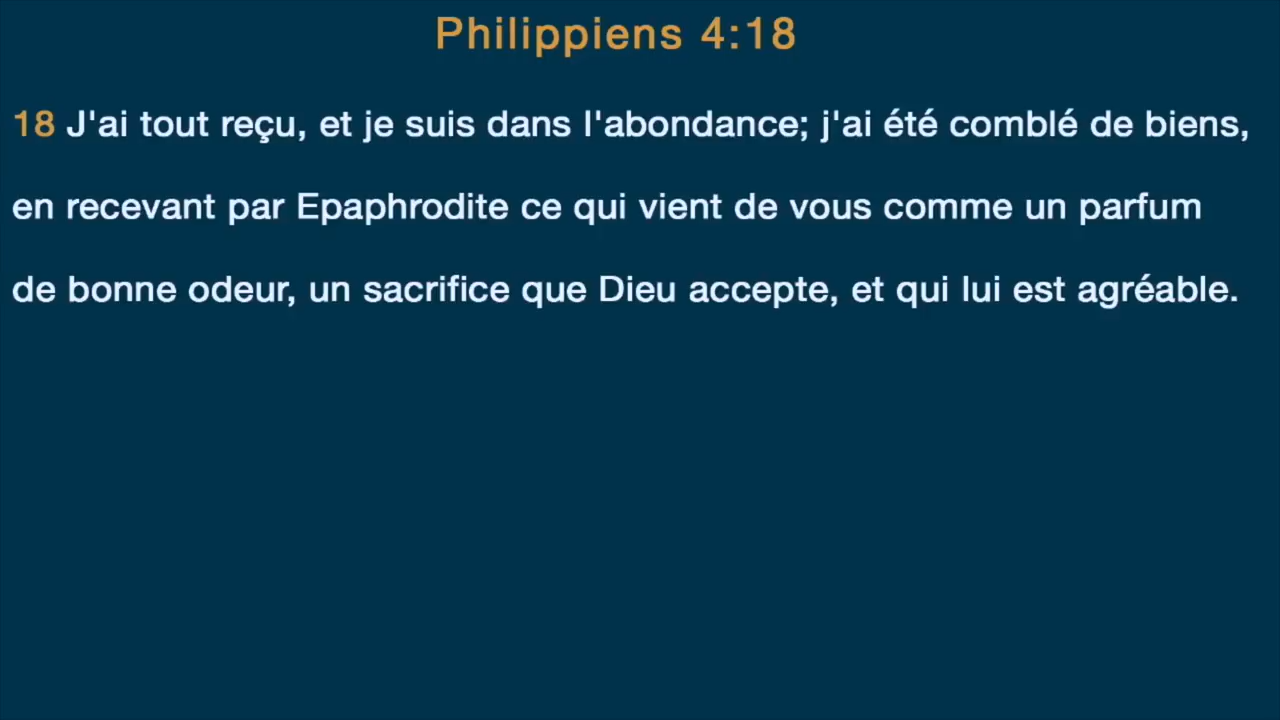 Philippiens 4:18
18 J'ai tout reçu, et je suis dans l'abondance; j'ai été comblé de biens,
en recevant par Epaphrodite ce qui vient de vous comme un parfum
de bonne odeur, un sacrifice que Dieu accepte, et qui lui est agréable.